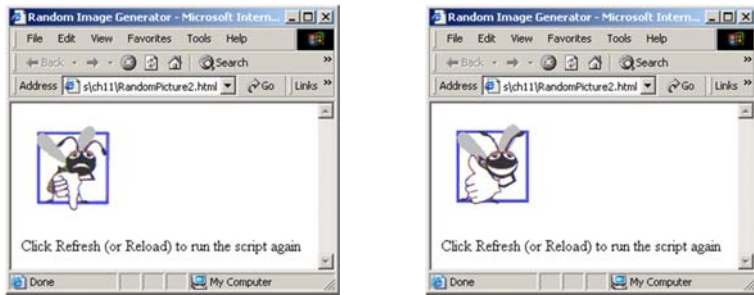 Random Image Generator - Microsoft Intern...
File Edit View Favorites Tools Help
Back Search »
Address s\ch11\RandomPicture2.html Go Links »
Click Refresh (or Reload) to run the script again
Done My Computer
Random Image Generator - Microsoft Intern...
File Edit View Favorites Tools Help
Back Search »
Address s\ch11\RandomPicture2.html Go Links »
Click Refresh (or Reload) to run the script again
Done My Computer